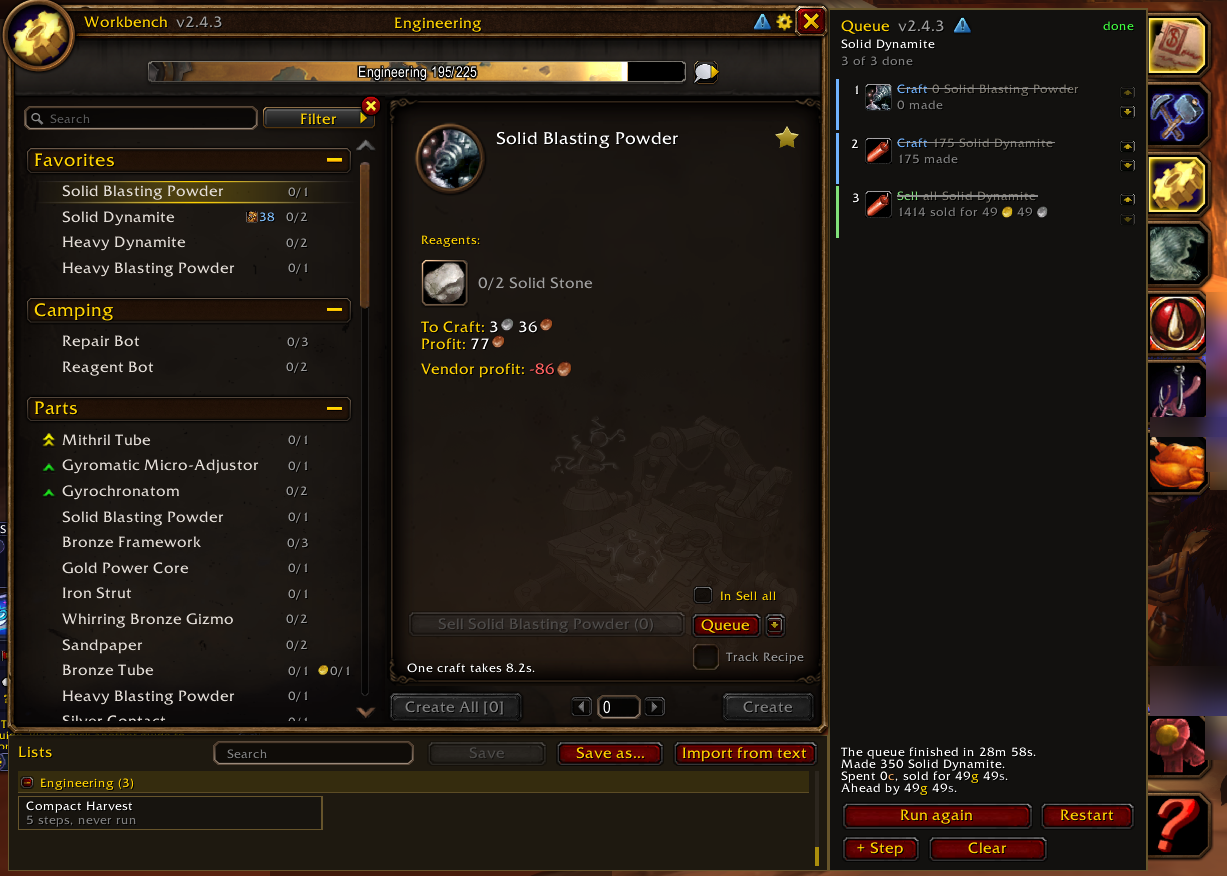 Workbench v2.4.3
Engineering
Engineering 195/225
Search
Filter
Favorites
Solid Blasting Powder 0/1
Solid Dynamite 38 0/2
Heavy Dynamite 0/2
Heavy Blasting Powder 0/1
Camping
Repair Bot 0/3
Reagent Bot 0/2
Parts
Mithril Tube 0/1
Gyromatic Micro-Adjustor 0/1
Gyrochronatom 0/2
Solid Blasting Powder 0/1
Bronze Framework 0/3
Gold Power Core 0/1
Iron Strut 0/1
Whirring Bronze Gizmo 0/2
Sandpaper 0/2
Bronze Tube 0/1 0/1
Heavy Blasting Powder 0/1
Silver Contact 0/1
Solid Blasting Powder
Reagents:
0/2 Solid Stone
To Craft: 3 36
Profit: 77
Vendor profit: -86
In Sell all
Sell Solid Blasting Powder (0)
Queue
Track Recipe
One craft takes 8.2s.
Create All [0]
0
Create
Lists
Search
Save
Save as...
Import from text
Engineering (3)
Compact Harvest
5 steps, never run
Queue v2.4.3
done
Solid Dynamite
3 of 3 done
1 Craft 0 Solid Blasting Powder
0 made
2 Craft 175 Solid Dynamite
175 made
3 Sell all Solid Dynamite
1414 sold for 49 49
The queue finished in 28m 58s.
Made 350 Solid Dynamite.
Spent 0c, sold for 49g 49s.
Ahead by 49g 49s.
Run again
Restart
+ Step
Clear